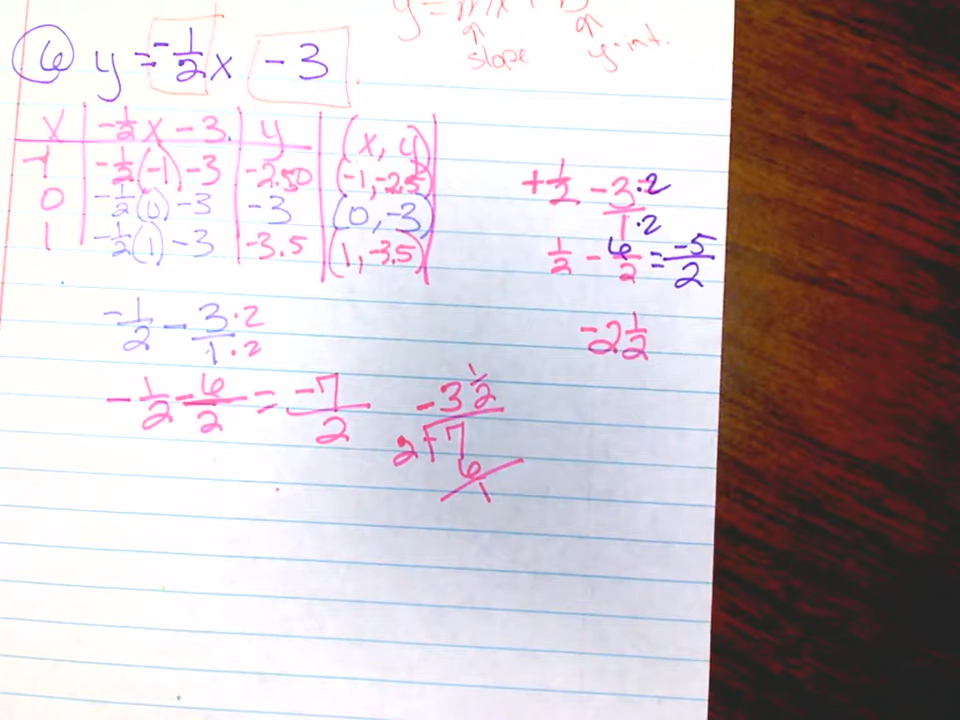 y = mx + b
slope
y-int.
6 y = -1/2 x - 3
x | -1/2 x - 3 | y | (x, y)
-1 | -1/2 (-1) - 3 | -2.50 | (-1, -2.5)
0 | -1/2 (0) - 3 | -3 | (0, -3)
1 | -1/2 (1) - 3 | -3.5 | (1, -3.5)
+1/2 - 3·2/1·2
1/2 - 6/2 = -5/2
-2 1/2
-1/2 - 3·2/1·2
-1/2 - 6/2 = -7/2
-3 1/2
2 7
6
1